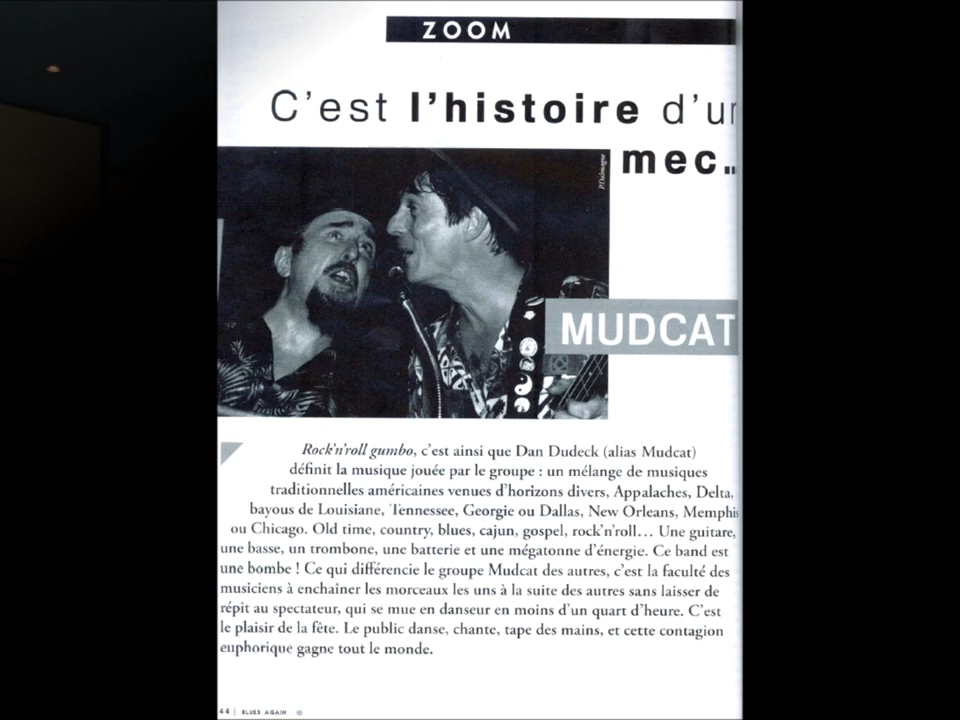 ZOOM
C'est l'histoire d'un
mec...
P.Delmagne
MUDCAT
Rock'n'roll gumbo, c'est ainsi que Dan Dudeck (alias Mudcat)
définit la musique jouée par le groupe : un mélange de musiques
traditionnelles américaines venues d'horizons divers, Appalaches, Delta,
bayous de Louisiane, Tennessee, Georgie ou Dallas, New Orleans, Memphis
ou Chicago. Old time, country, blues, cajun, gospel, rock'n'roll... Une guitare,
une basse, un trombone, une batterie et une mégatonne d'énergie. Ce band est
une bombe ! Ce qui différencie le groupe Mudcat des autres, c'est la faculté des
musiciens à enchaîner les morceaux les uns à la suite des autres sans laisser de
répit au spectateur, qui se mue en danseur en moins d'un quart d'heure. C'est
le plaisir de la fête. Le public danse, chante, tape des mains, et cette contagion
euphorique gagne tout le monde.
44 | BLUES AGAIN